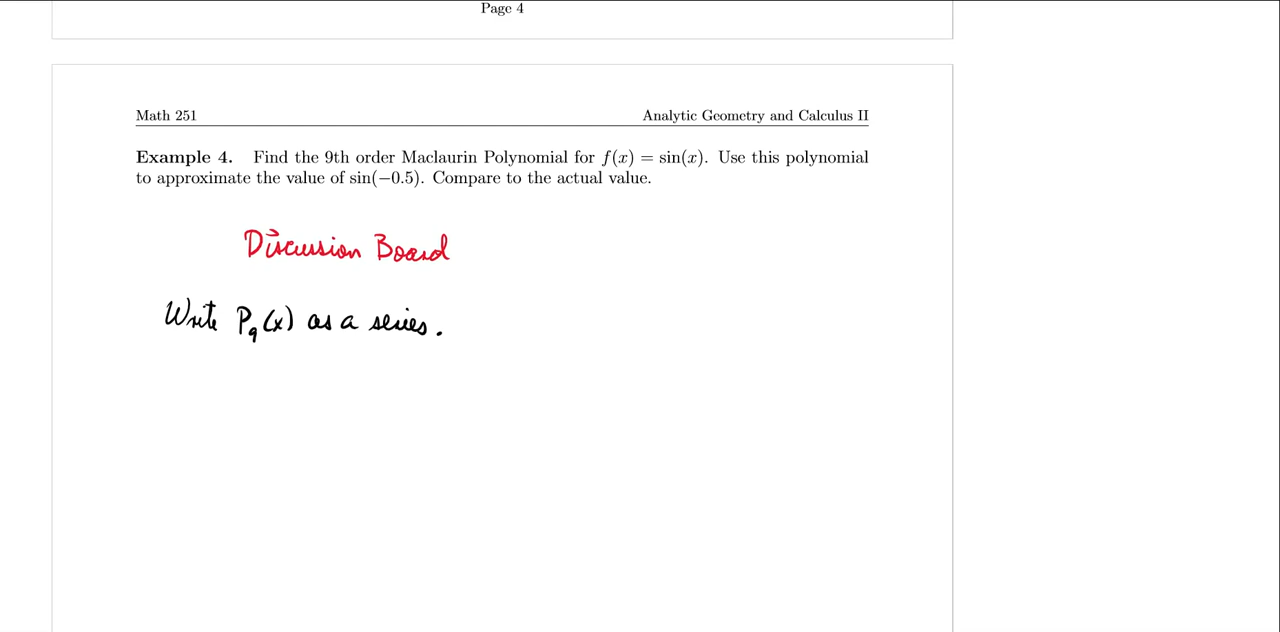 Page 4
Math 251 Analytic Geometry and Calculus II
Example 4. Find the 9th order Maclaurin Polynomial for f(x) = sin(x). Use this polynomial
to approximate the value of sin(−0.5). Compare to the actual value.
Discussion Board
Write P₉(x) as a series.